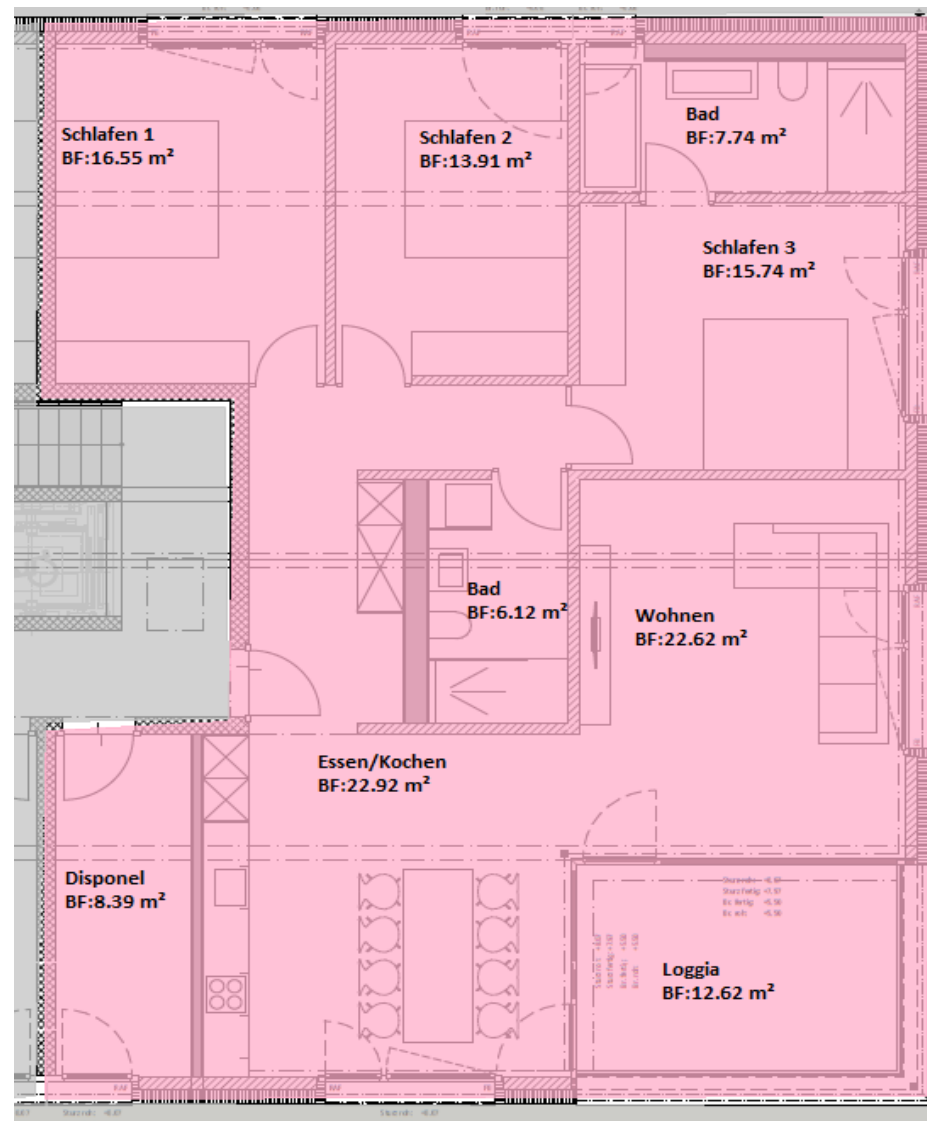 Schlafen 1
BF:16.55 m²
Schlafen 2
BF:13.91 m²
Bad
BF:7.74 m²
Schlafen 3
BF:15.74 m²
Bad
BF:6.12 m²
Wohnen
BF:22.62 m²
Essen/Kochen
BF:22.92 m²
Disponel
BF:8.39 m²
Loggia
BF:12.62 m²